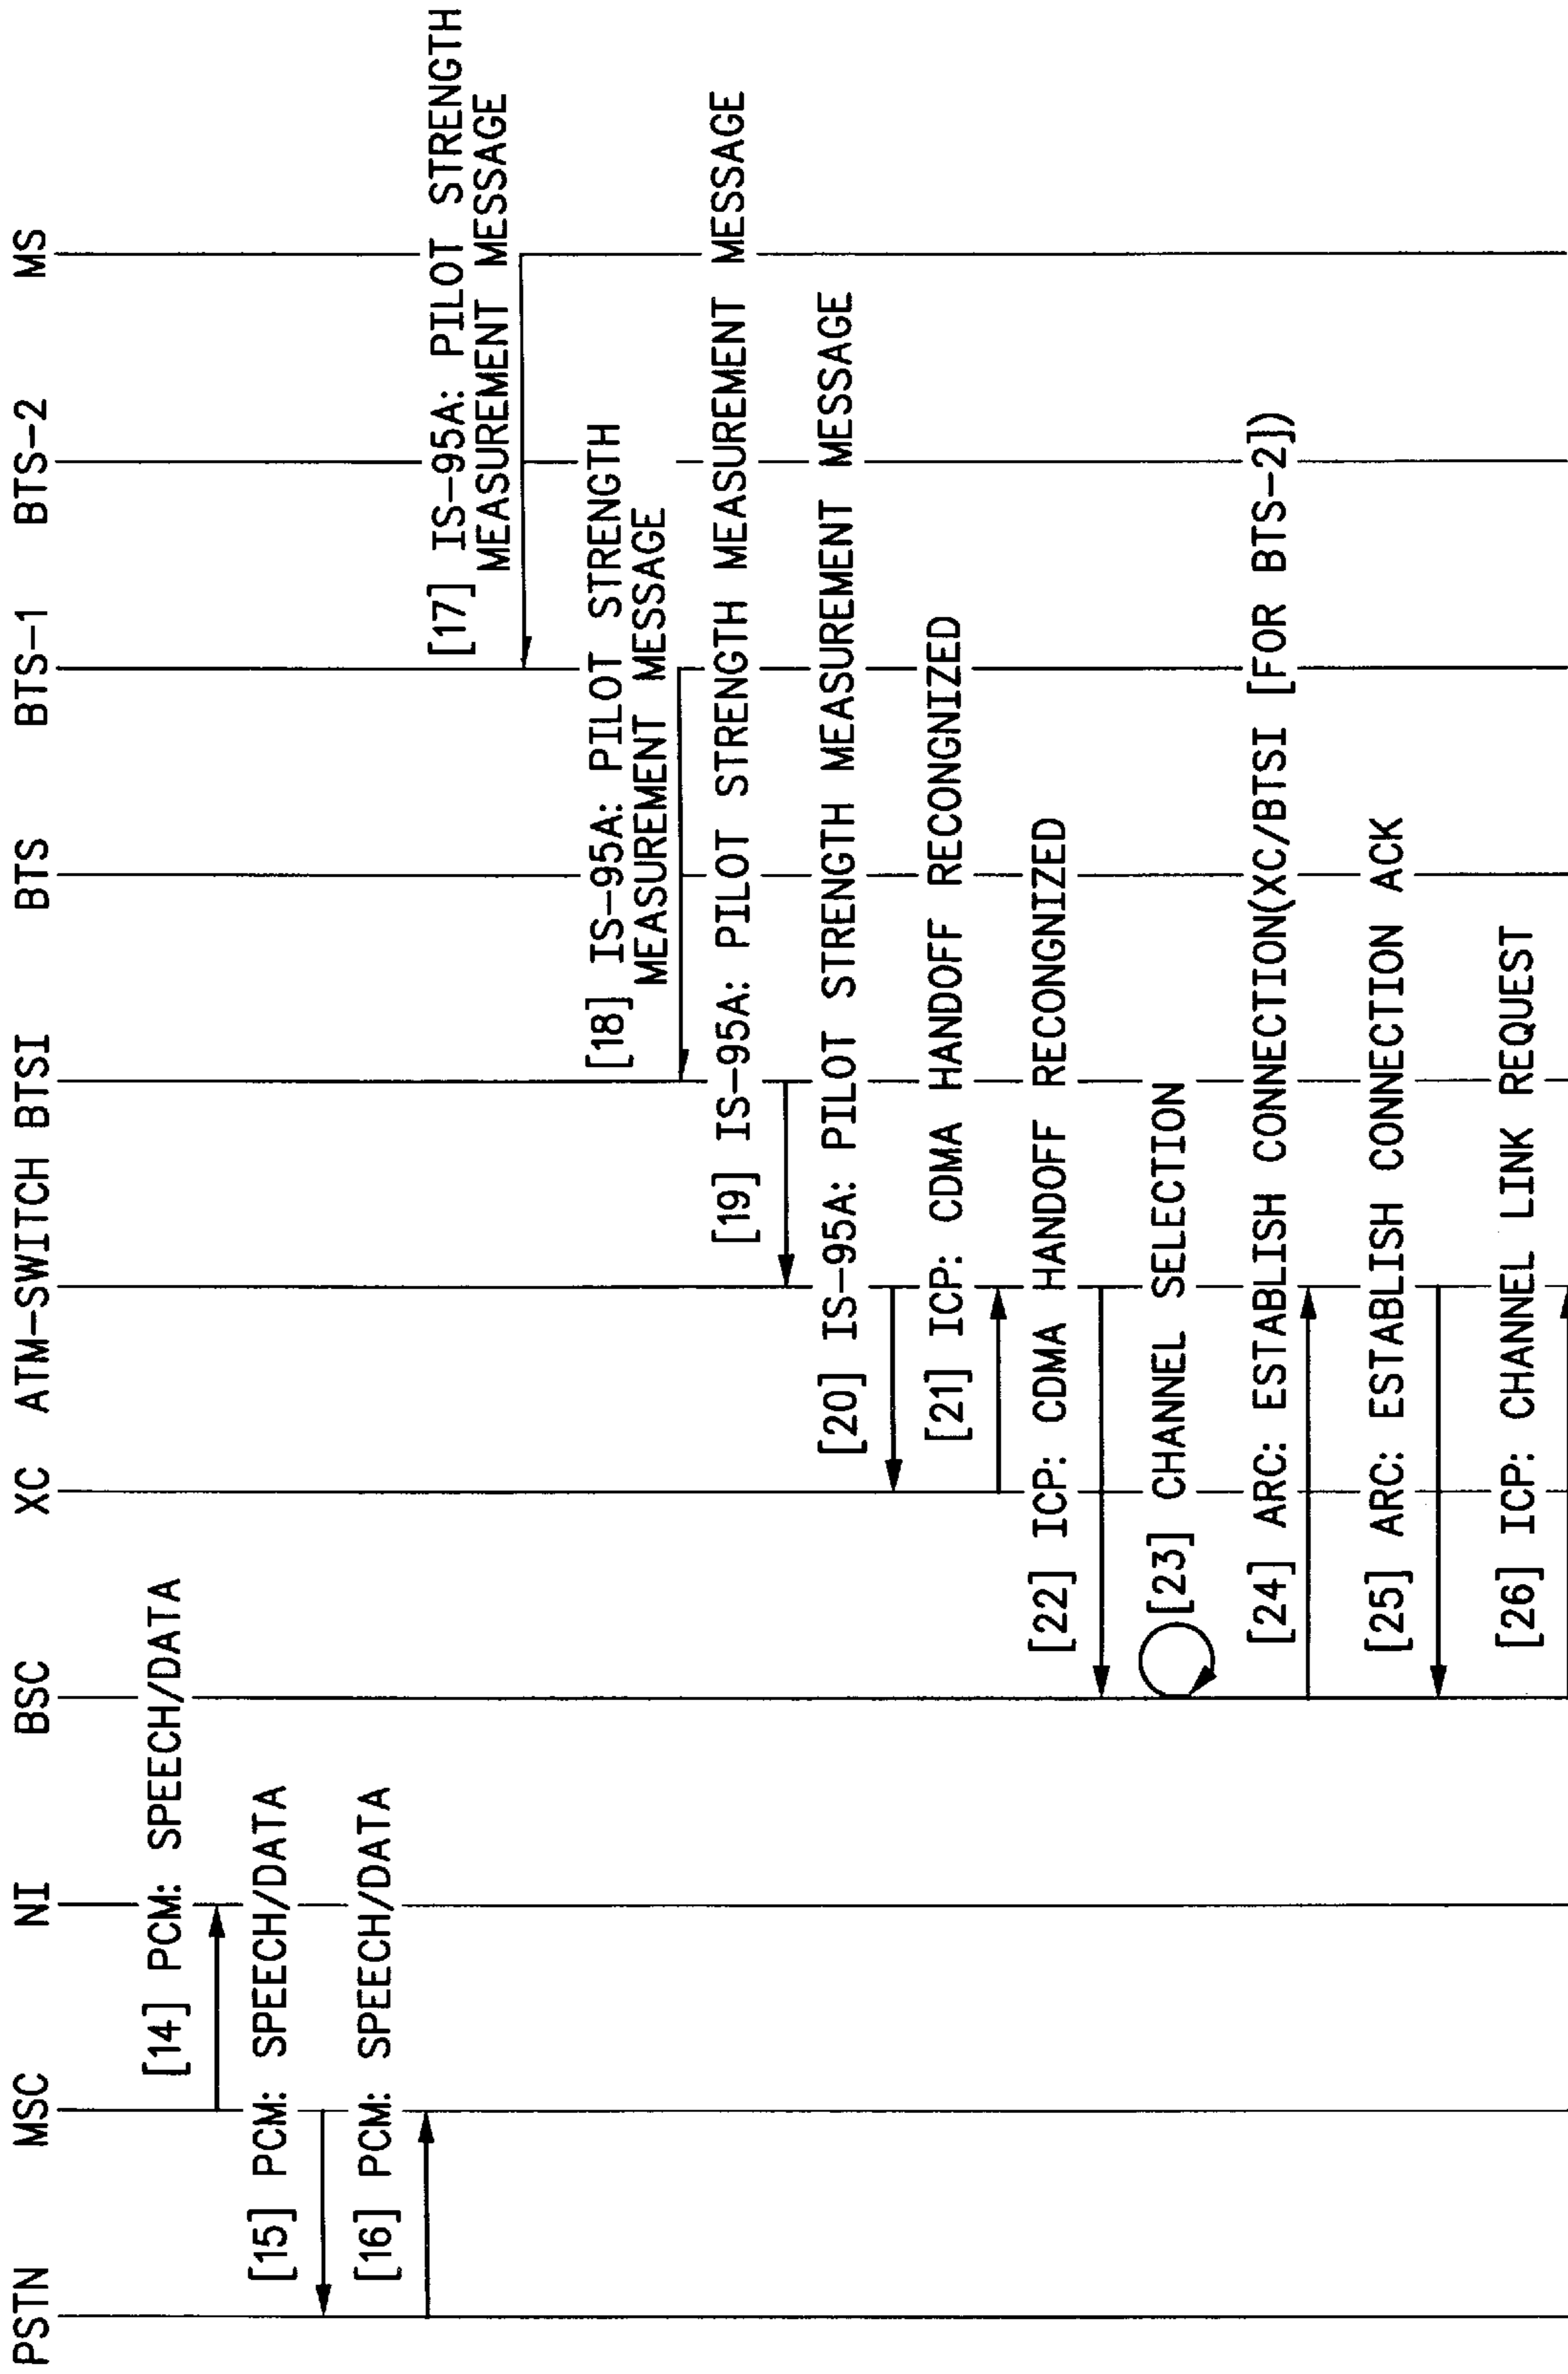 PSTN MSC NI BSC XC ATM-SWITCH BTSI BTS BTS-1 BTS-2 MS
[14] PCM: SPEECH/DATA
[15] PCM: SPEECH/DATA
[16] PCM: SPEECH/DATA
[17] IS-95A: PILOT STRENGTH
MEASUREMENT MESSAGE
[18] IS-95A: PILOT STRENGTH
MEASUREMENT MESSAGE
[19] IS-95A: PILOT STRENGTH MEASUREMENT MESSAGE
[20] IS-95A: PILOT STRENGTH MEASUREMENT MESSAGE
[21] ICP: CDMA HANDOFF RECONGNIZED
[22] ICP: CDMA HANDOFF RECONGNIZED
[23] CHANNEL SELECTION
[24] ARC: ESTABLISH CONNECTION(XC/BTSI [FOR BTS-2])
[25] ARC: ESTABLISH CONNECTION ACK
[26] ICP: CHANNEL LINK REQUEST